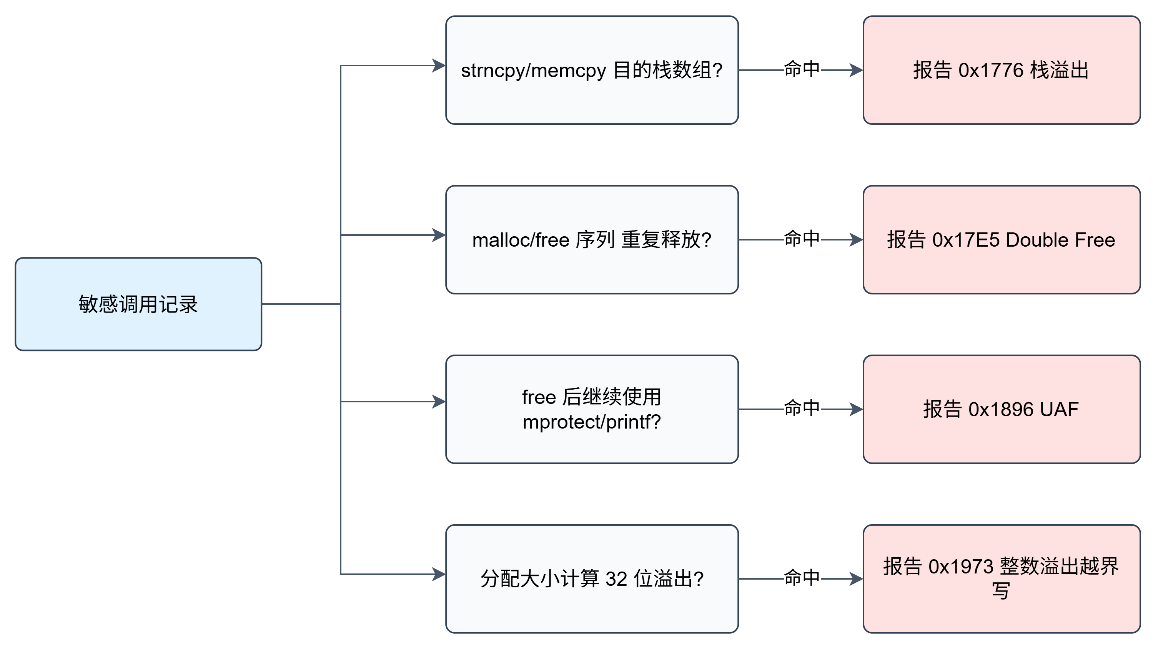 strncpy/memcpy 目的栈数组?
命中
报告 0x1776 栈溢出
malloc/free 序列 重复释放?
命中
报告 0x17E5 Double Free
敏感调用记录
free 后继续使用
mprotect/printf?
命中
报告 0x1896 UAF
分配大小计算 32 位溢出?
命中
报告 0x1973 整数溢出越界
写